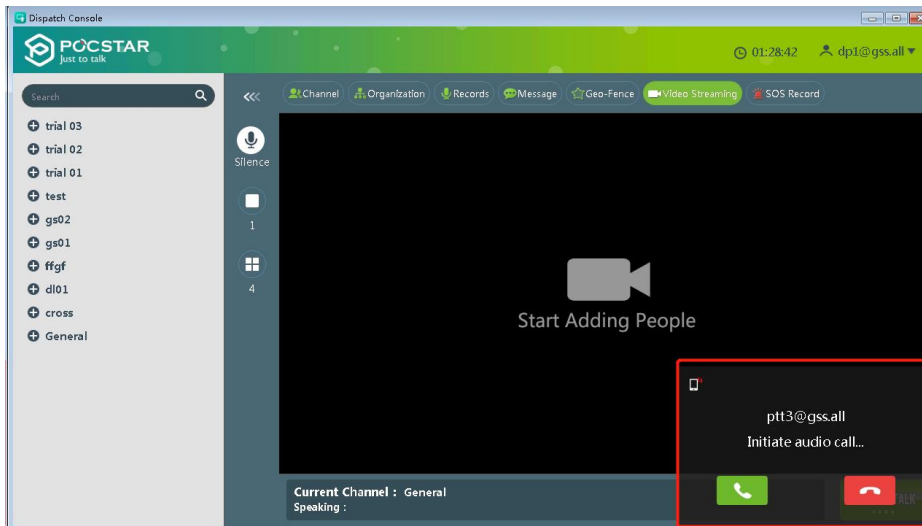 Dispatch Console
POCSTAR
Just to talk
01:28:42
dp1@gss.all
Search
Channel
Organization
Records
Message
Geo-Fence
Video Streaming
SOS Record
trial 03
trial 02
trial 01
test
gs02
gs01
ffgf
dl01
cross
General
Silence
1
4
Start Adding People
ptt3@gss.all
Initiate audio call...
Current Channel : General
Speaking :
TALK